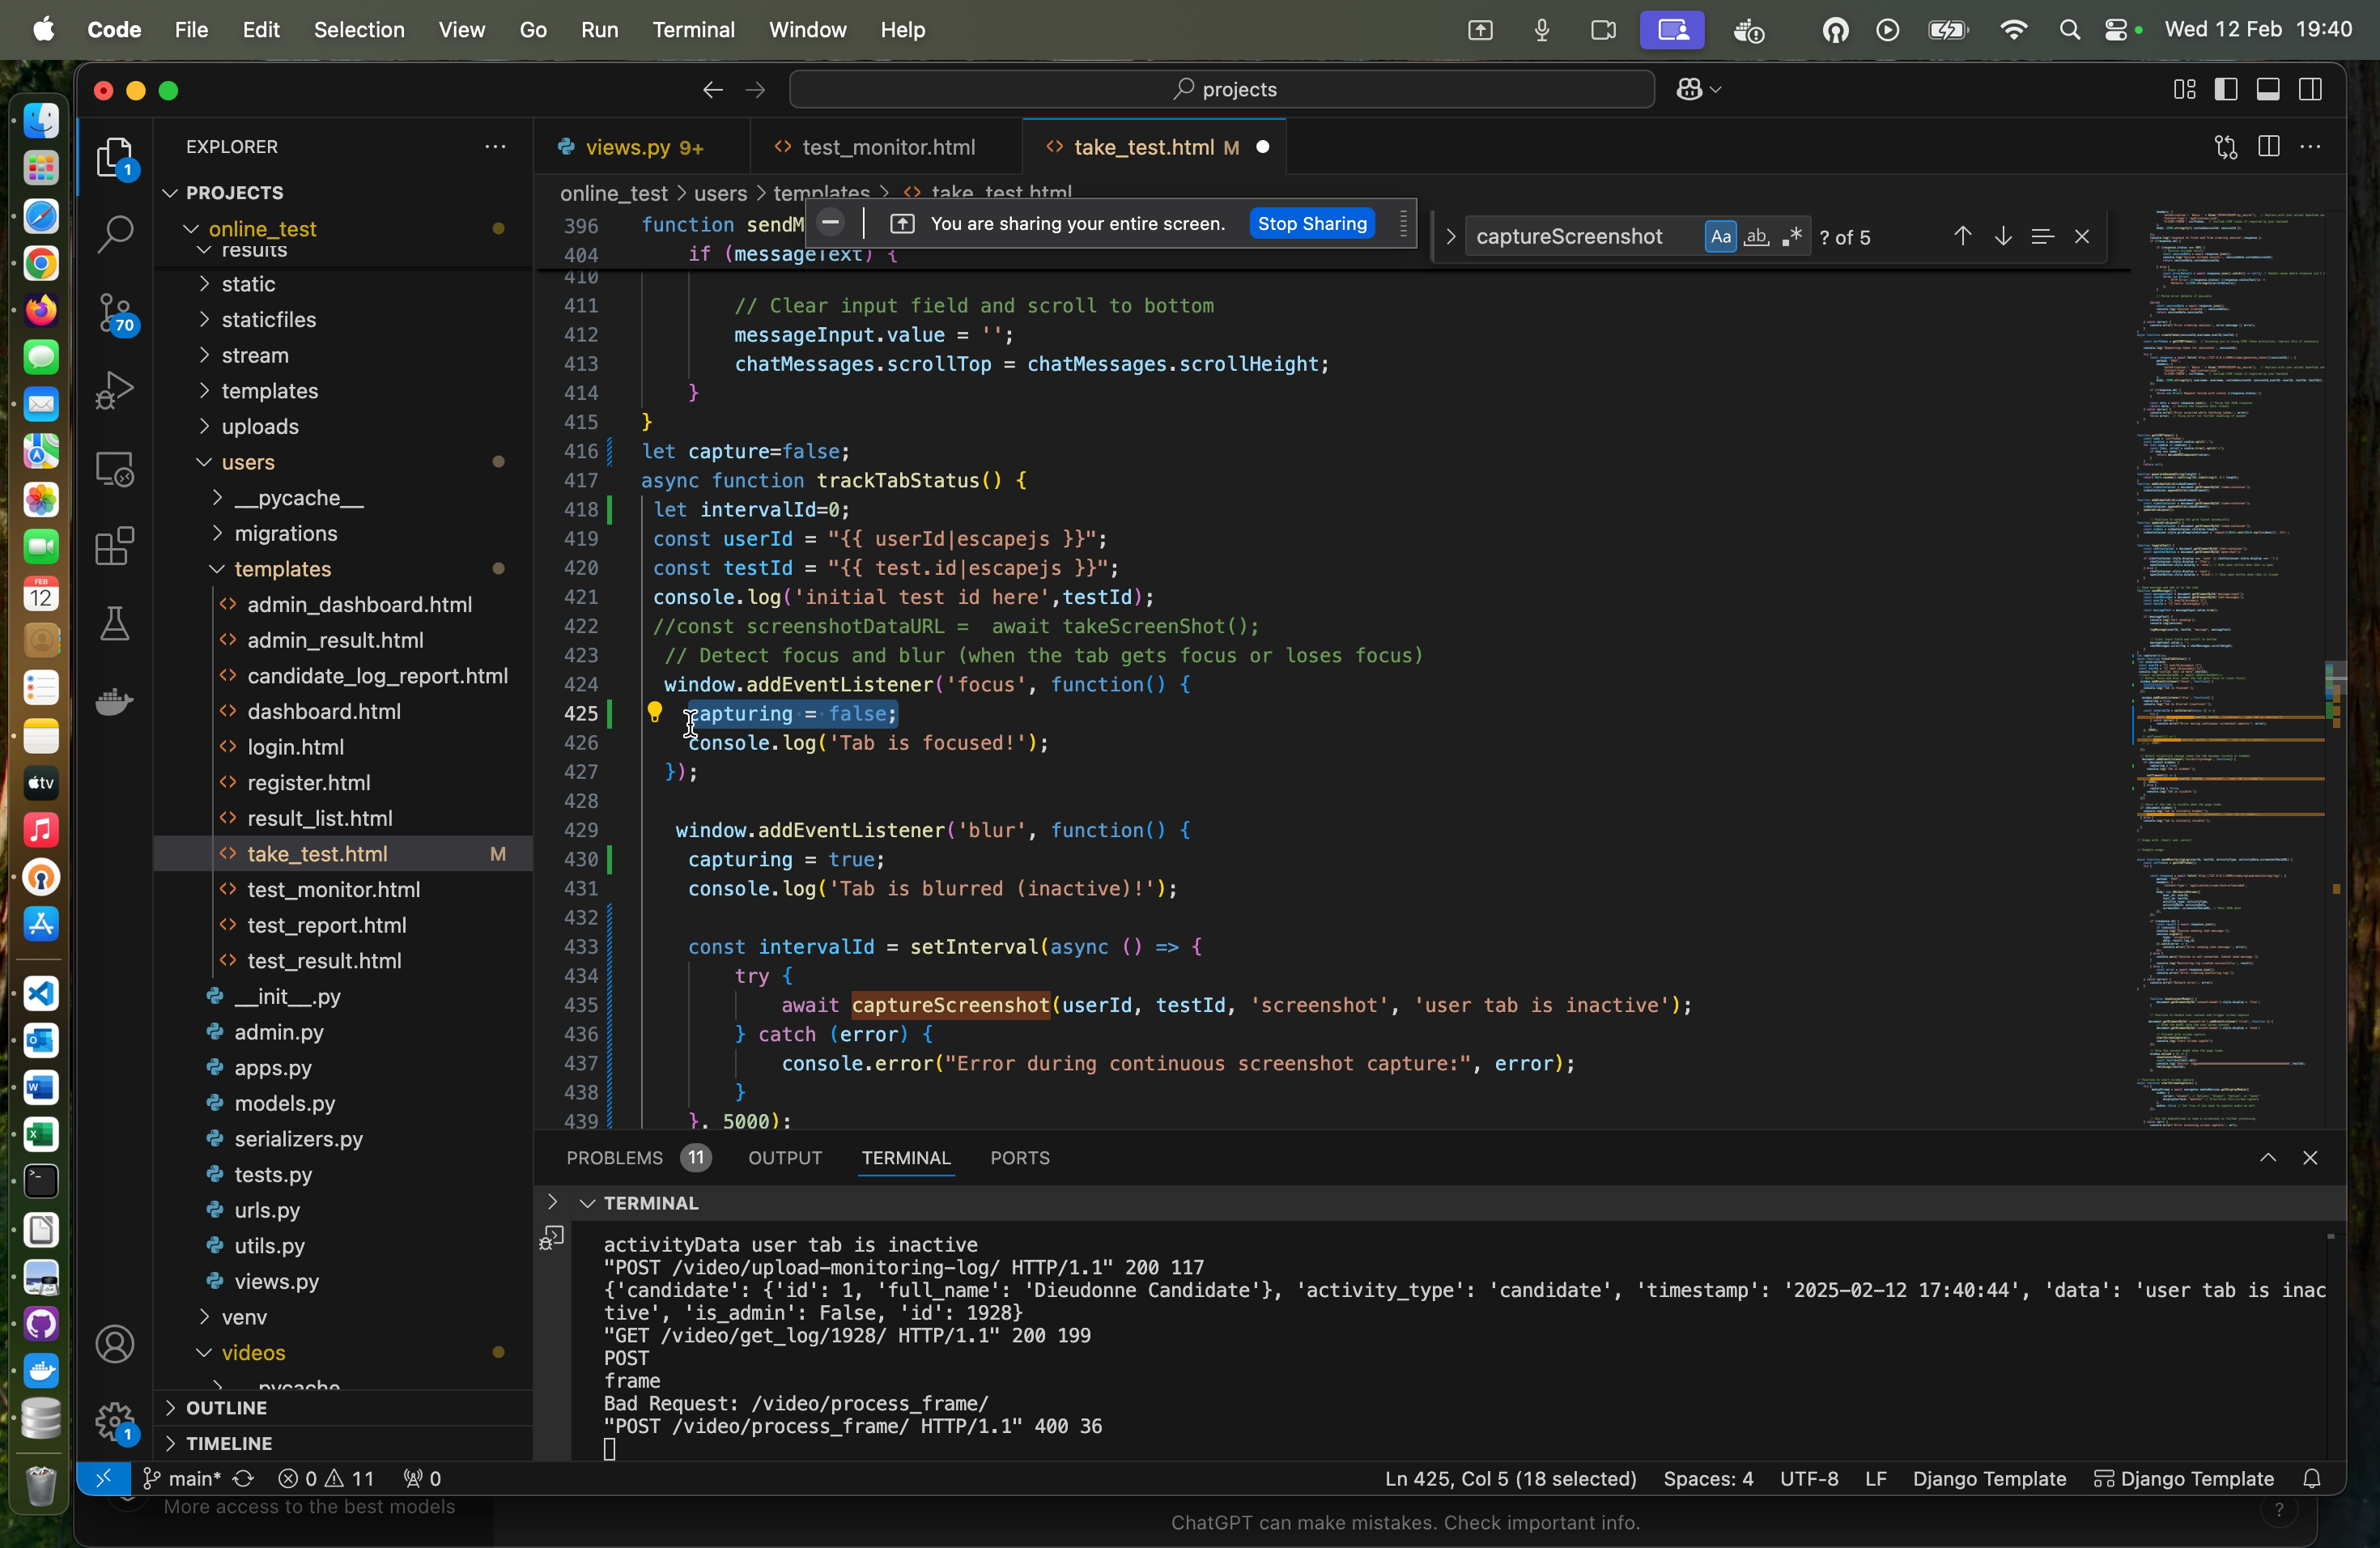 Code File Edit Selection View Go Run Terminal Window Help Wed 12 Feb 19:40
projects
EXPLORER
1
PROJECTS
online_test
results
static
staticfiles
70
stream
templates
uploads
users
__pycache__
migrations
templates
admin_dashboard.html
admin_result.html
candidate_log_report.html
dashboard.html
login.html
register.html
result_list.html
take_test.html M
test_monitor.html
test_report.html
test_result.html
__init__.py
admin.py
apps.py
models.py
serializers.py
tests.py
urls.py
utils.py
views.py
venv
videos
pycache
OUTLINE
TIMELINE
1
FEB
12
tv
views.py 9+ test_monitor.html take_test.html M
online_test > users > templates > take_test.html
You are sharing your entire screen. Stop Sharing
captureScreenshot Aa ab ? of 5
396 function sendM
404 if (messageText) {
410
411 // Clear input field and scroll to bottom
412 messageInput.value = '';
413 chatMessages.scrollTop = chatMessages.scrollHeight;
414 }
415 }
416 let capture=false;
417 async function trackTabStatus() {
418 let intervalId=0;
419 const userId = "{{ userId|escapejs }}";
420 const testId = "{{ test.id|escapejs }}";
421 console.log('initial test id here',testId);
422 //const screenshotDataURL =  await takeScreenShot();
423 // Detect focus and blur (when the tab gets focus or loses focus)
424 window.addEventListener('focus', function() {
425 capturing = false;
426 console.log('Tab is focused!');
427 });
428
429 window.addEventListener('blur', function() {
430 capturing = true;
431 console.log('Tab is blurred (inactive)!');
432
433 const intervalId = setInterval(async () => {
434 try {
435 await captureScreenshot(userId, testId, 'screenshot', 'user tab is inactive');
436 } catch (error) {
437 console.error("Error during continuous screenshot capture:", error);
438 }
439 }, 5000);
PROBLEMS 11 OUTPUT TERMINAL PORTS
TERMINAL
activityData user tab is inactive
"POST /video/upload-monitoring-log/ HTTP/1.1" 200 117
{'candidate': {'id': 1, 'full_name': 'Dieudonne Candidate'}, 'activity_type': 'candidate', 'timestamp': '2025-02-12 17:40:44', 'data': 'user tab is inac
tive', 'is_admin': False, 'id': 1928}
"GET /video/get_log/1928/ HTTP/1.1" 200 199
POST
frame
Bad Request: /video/process_frame/
"POST /video/process_frame/ HTTP/1.1" 400 36
main* 0 11 0 Ln 425, Col 5 (18 selected) Spaces: 4 UTF-8 LF Django Template Django Template
More access to the best models
ChatGPT can make mistakes. Check important info.
?